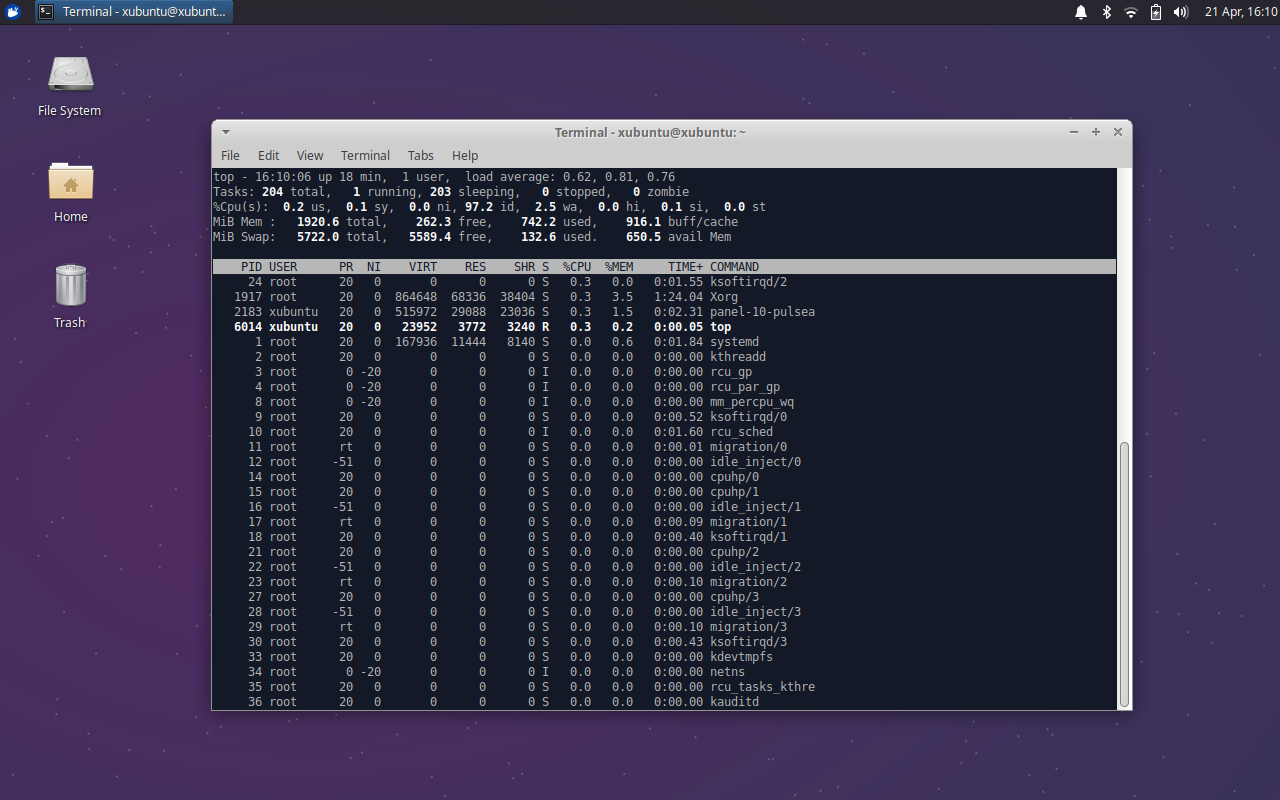 Terminal - xubuntu@xubunt...
21 Apr, 16:10
File System
Home
Trash
Terminal - xubuntu@xubuntu: ~
File Edit View Terminal Tabs Help
top - 16:10:06 up 18 min,  1 user,  load average: 0.62, 0.81, 0.76
Tasks: 204 total,   1 running, 203 sleeping,   0 stopped,   0 zombie
%Cpu(s):  0.2 us,  0.1 sy,  0.0 ni, 97.2 id,  2.5 wa,  0.0 hi,  0.1 si,  0.0 st
MiB Mem :   1920.6 total,    262.3 free,    742.2 used,    916.1 buff/cache
MiB Swap:   5722.0 total,   5589.4 free,    132.6 used.    650.5 avail Mem
PID USER PR NI VIRT RES SHR S %CPU %MEM TIME+ COMMAND
24 root 20 0 0 0 0 S 0.3 0.0 0:01.55 ksoftirqd/2
1917 root 20 0 864648 68336 38404 S 0.3 3.5 1:24.04 Xorg
2183 xubuntu 20 0 515972 29088 23036 S 0.3 1.5 0:02.31 panel-10-pulsea
6014 xubuntu 20 0 23952 3772 3240 R 0.3 0.2 0:00.05 top
1 root 20 0 167936 11444 8140 S 0.0 0.6 0:01.84 systemd
2 root 20 0 0 0 0 S 0.0 0.0 0:00.00 kthreadd
3 root 0 -20 0 0 0 I 0.0 0.0 0:00.00 rcu_gp
4 root 0 -20 0 0 0 I 0.0 0.0 0:00.00 rcu_par_gp
8 root 0 -20 0 0 0 I 0.0 0.0 0:00.00 mm_percpu_wq
9 root 20 0 0 0 0 S 0.0 0.0 0:00.52 ksoftirqd/0
10 root 20 0 0 0 0 I 0.0 0.0 0:01.60 rcu_sched
11 root rt 0 0 0 0 S 0.0 0.0 0:00.01 migration/0
12 root -51 0 0 0 0 S 0.0 0.0 0:00.00 idle_inject/0
14 root 20 0 0 0 0 S 0.0 0.0 0:00.00 cpuhp/0
15 root 20 0 0 0 0 S 0.0 0.0 0:00.00 cpuhp/1
16 root -51 0 0 0 0 S 0.0 0.0 0:00.00 idle_inject/1
17 root rt 0 0 0 0 S 0.0 0.0 0:00.09 migration/1
18 root 20 0 0 0 0 S 0.0 0.0 0:00.40 ksoftirqd/1
21 root 20 0 0 0 0 S 0.0 0.0 0:00.00 cpuhp/2
22 root -51 0 0 0 0 S 0.0 0.0 0:00.00 idle_inject/2
23 root rt 0 0 0 0 S 0.0 0.0 0:00.10 migration/2
27 root 20 0 0 0 0 S 0.0 0.0 0:00.00 cpuhp/3
28 root -51 0 0 0 0 S 0.0 0.0 0:00.00 idle_inject/3
29 root rt 0 0 0 0 S 0.0 0.0 0:00.10 migration/3
30 root 20 0 0 0 0 S 0.0 0.0 0:00.43 ksoftirqd/3
33 root 20 0 0 0 0 S 0.0 0.0 0:00.00 kdevtmpfs
34 root 0 -20 0 0 0 I 0.0 0.0 0:00.00 netns
35 root 20 0 0 0 0 S 0.0 0.0 0:00.00 rcu_tasks_kthre
36 root 20 0 0 0 0 S 0.0 0.0 0:00.00 kauditd